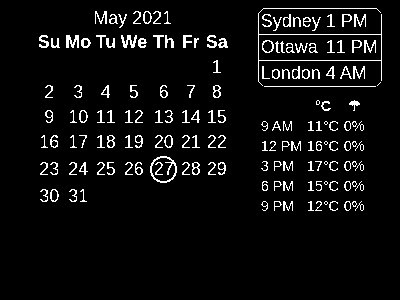 May 2021
Su Mo Tu We Th Fr Sa
1
2 3 4 5 6 7 8
9 10 11 12 13 14 15
16 17 18 19 20 21 22
23 24 25 26 27 28 29
30 31
Sydney 1 PM
Ottawa 11 PM
London 4 AM
°C ☂
9 AM 11°C 0%
12 PM 16°C 0%
3 PM 17°C 0%
6 PM 15°C 0%
9 PM 12°C 0%